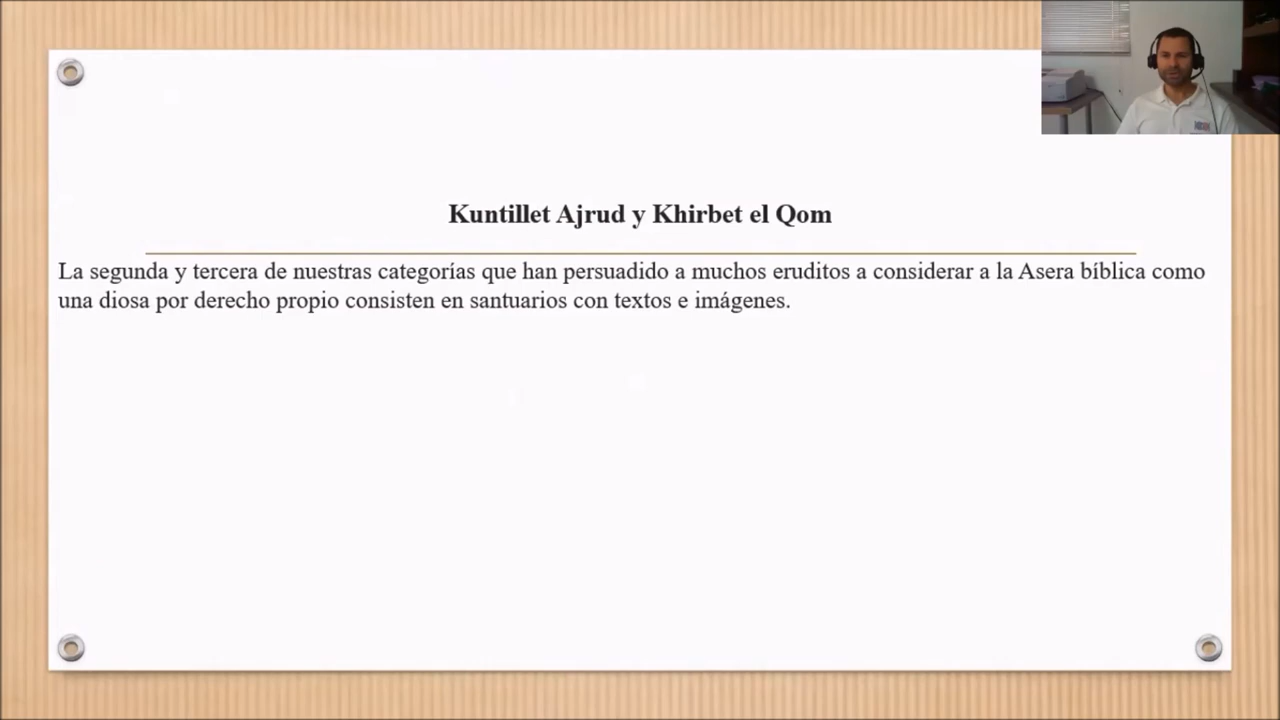 Kuntillet Ajrud y Khirbet el Qom
La segunda y tercera de nuestras categorías que han persuadido a muchos eruditos a considerar a la Asera bíblica como
una diosa por derecho propio consisten en santuarios con textos e imágenes.